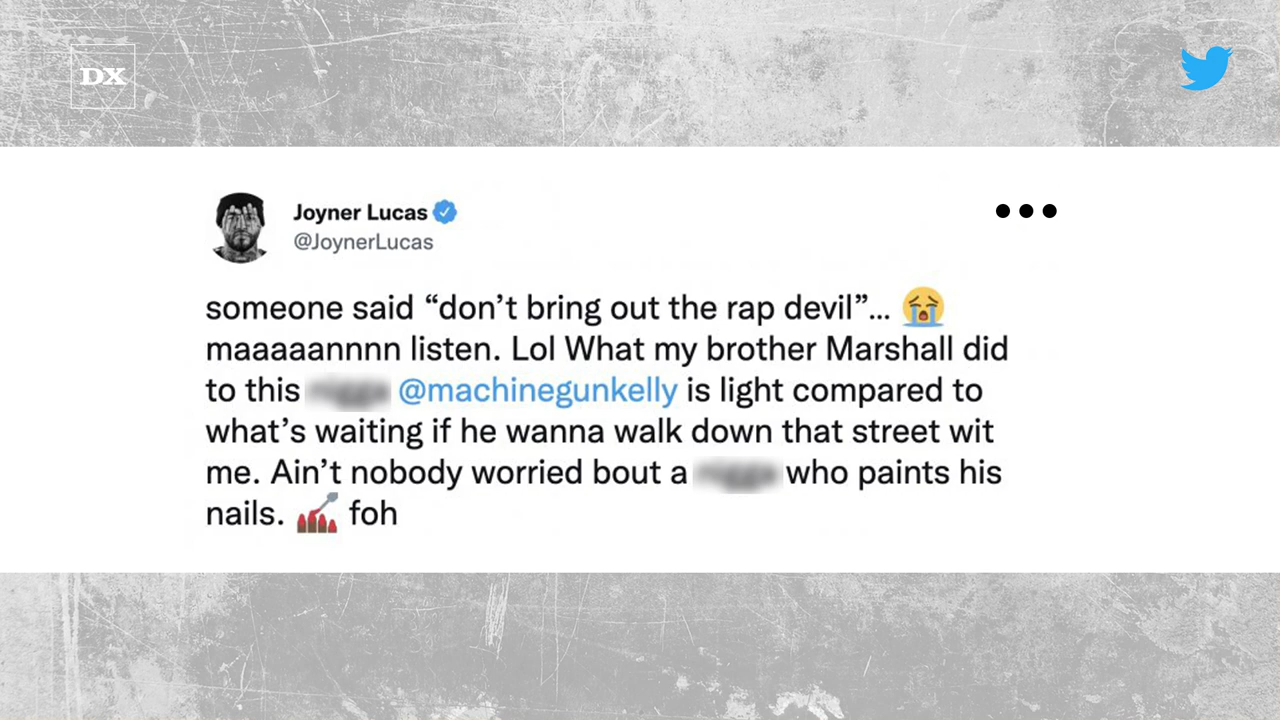 DX
Joyner Lucas
@JoynerLucas
someone said “don’t bring out the rap devil”... 😭
maaaaannnn listen. Lol What my brother Marshall did
to this @machinegunkelly is light compared to
what’s waiting if he wanna walk down that street wit
me. Ain’t nobody worried bout a who paints his
nails. 💅 foh